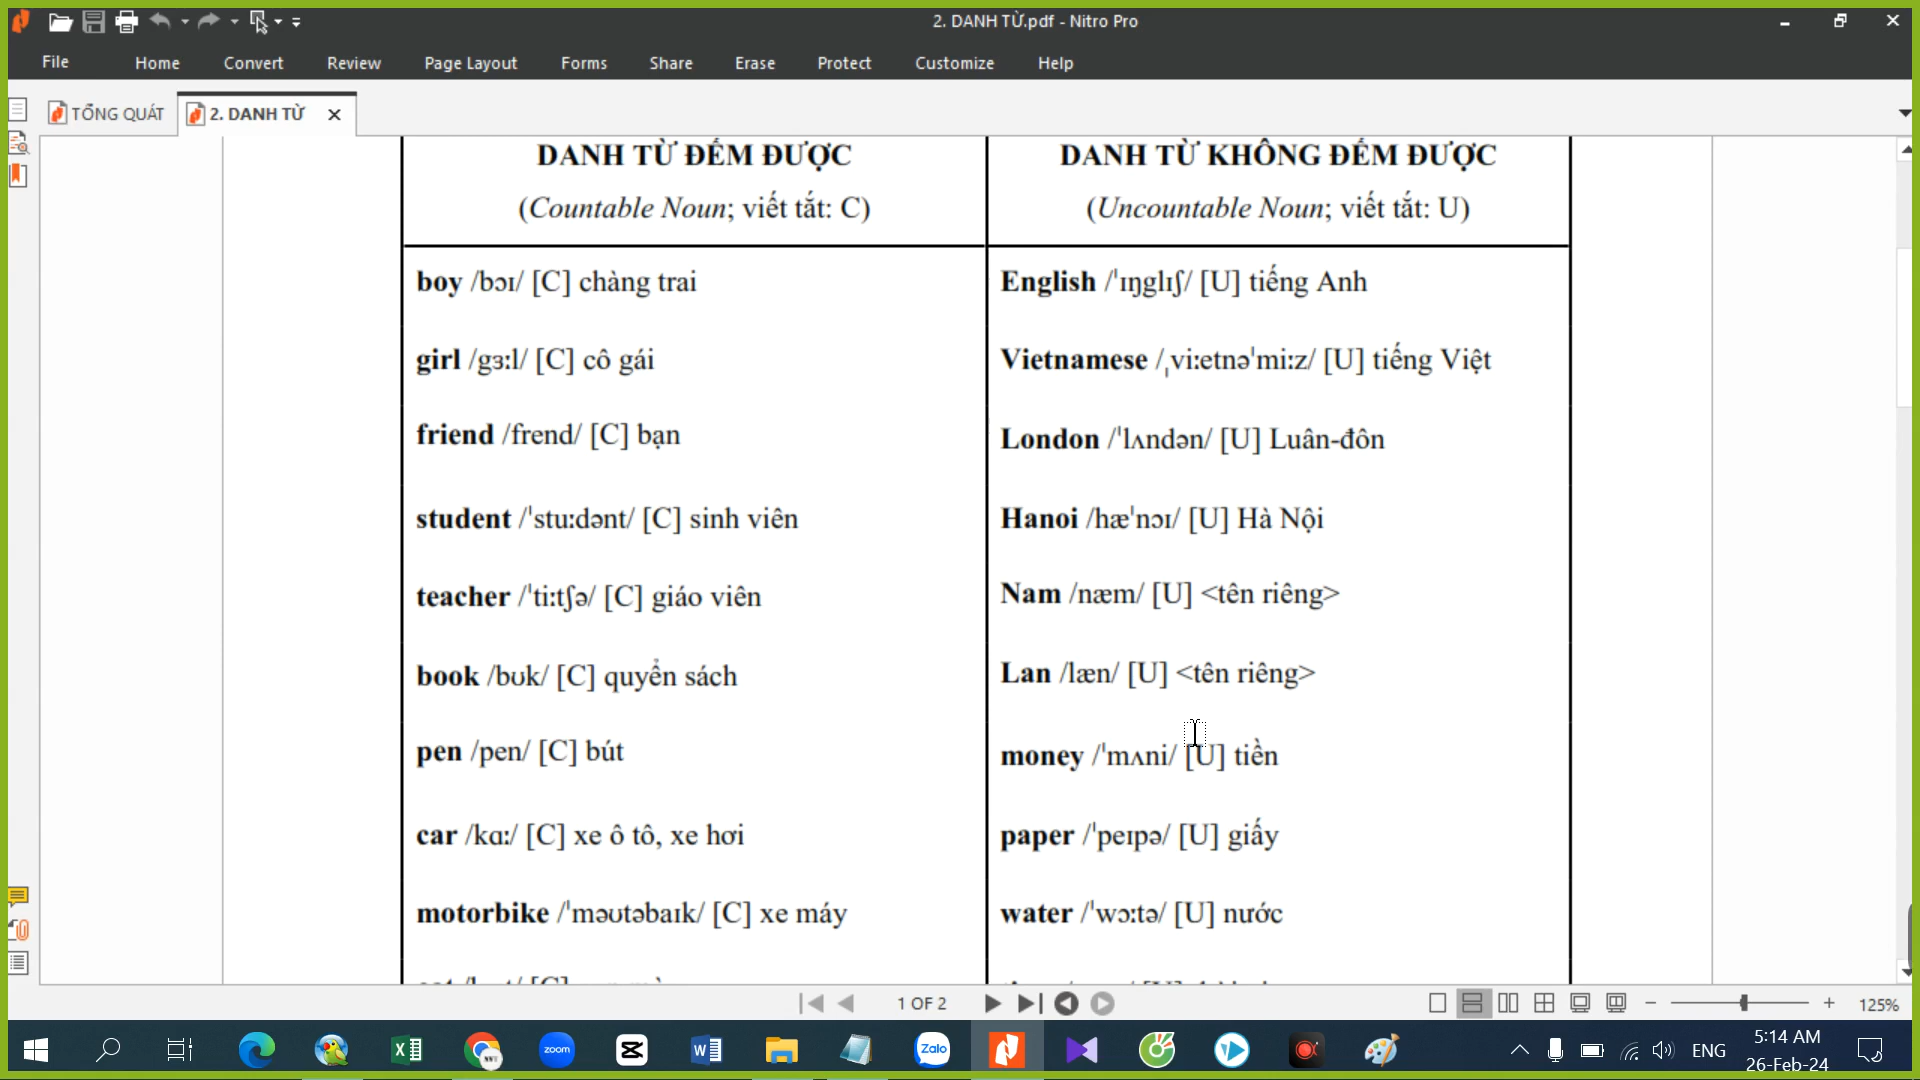 2. DANH TỪ.pdf - Nitro Pro
File Home Convert Review Page Layout Forms Share Erase Protect Customize Help
TỔNG QUÁT 2. DANH TỪ
DANH TỪ ĐẾM ĐƯỢC
(Countable Noun; viết tắt: C)
DANH TỪ KHÔNG ĐẾM ĐƯỢC
(Uncountable Noun; viết tắt: U)
boy /bɔɪ/ [C] chàng trai
girl /gɜːl/ [C] cô gái
friend /frend/ [C] bạn
student /ˈstuːdənt/ [C] sinh viên
teacher /ˈtiːtʃə/ [C] giáo viên
book /bʊk/ [C] quyển sách
pen /pen/ [C] bút
car /kɑː/ [C] xe ô tô, xe hơi
motorbike /ˈməʊtəbaɪk/ [C] xe máy
English /ˈɪŋglɪʃ/ [U] tiếng Anh
Vietnamese /ˌviːetnəˈmiːz/ [U] tiếng Việt
London /ˈlʌndən/ [U] Luân-đôn
Hanoi /hæˈnɔɪ/ [U] Hà Nội
Nam /næm/ [U] <tên riêng>
Lan /læn/ [U] <tên riêng>
money /ˈmʌni/ [U] tiền
paper /ˈpeɪpə/ [U] giấy
water /ˈwɔːtə/ [U] nước
1 OF 2
125%
zoom
Zalo
ENG
5:14 AM
26-Feb-24